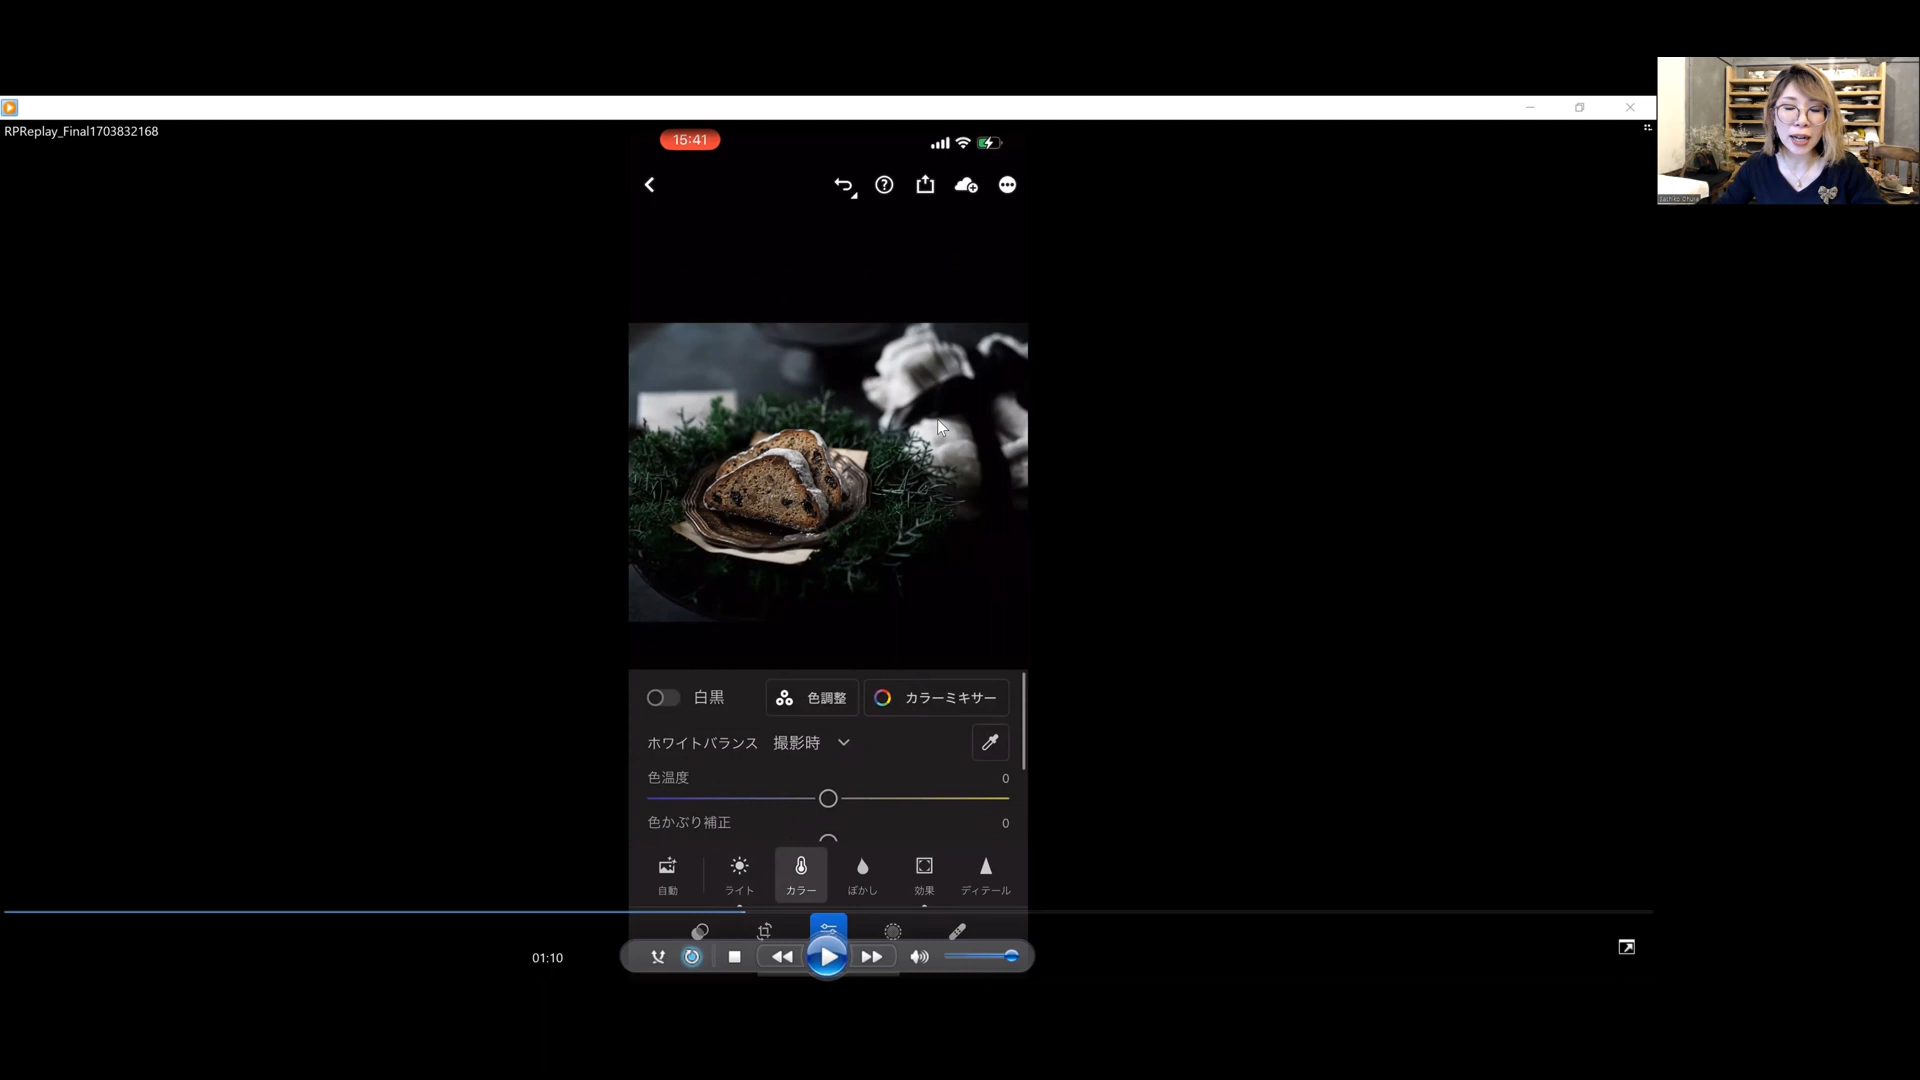 RPReplay_Final1703832168
15:41
白黒
色調整
カラーミキサー
ホワイトバランス 撮影時
色温度 0
色かぶり補正 0
自動 ライト カラー ぼかし 効果 ディテール
01:10